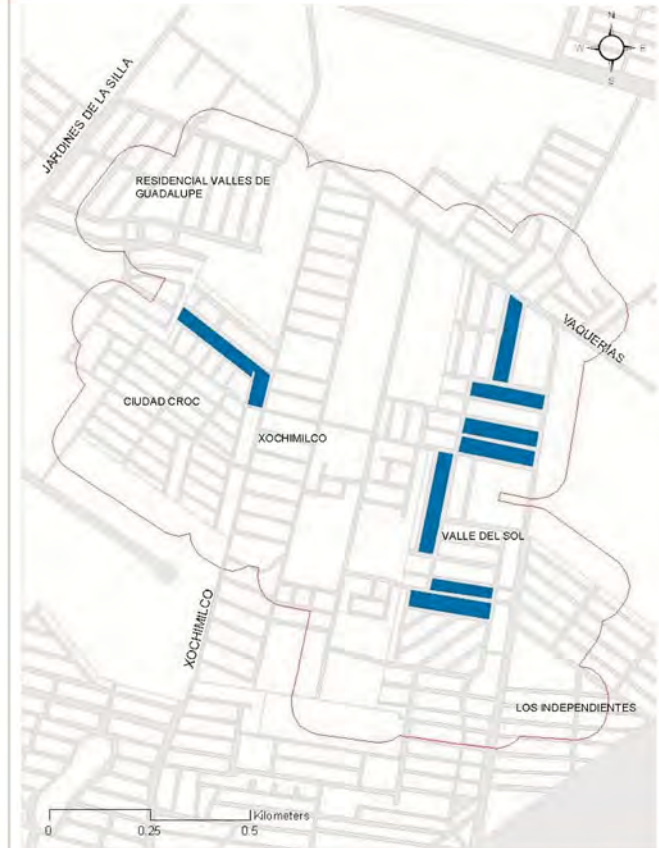 N
W E
S
JARDINES DE LA SILLA
RESIDENCIAL VALLES DE
GUADALUPE
VAQUERÍAS
CIUDAD CROC
XOCHIMILCO
VALLE DEL SOL
XOCHIMILCO
LOS INDEPENDIENTES
Kilometers
0 0.25 0.5